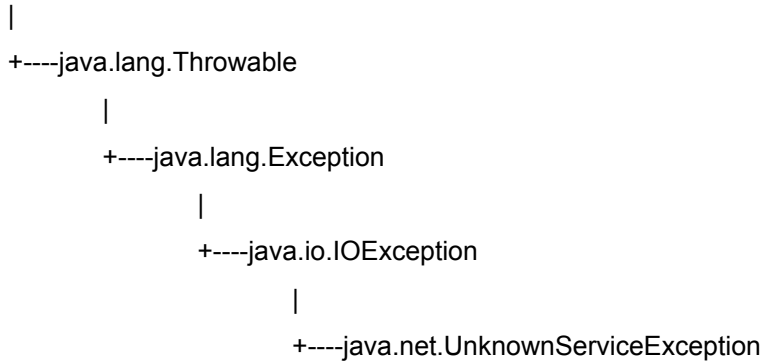 |
+----java.lang.Throwable
|
+----java.lang.Exception
|
+----java.io.IOException
|
+----java.net.UnknownServiceException